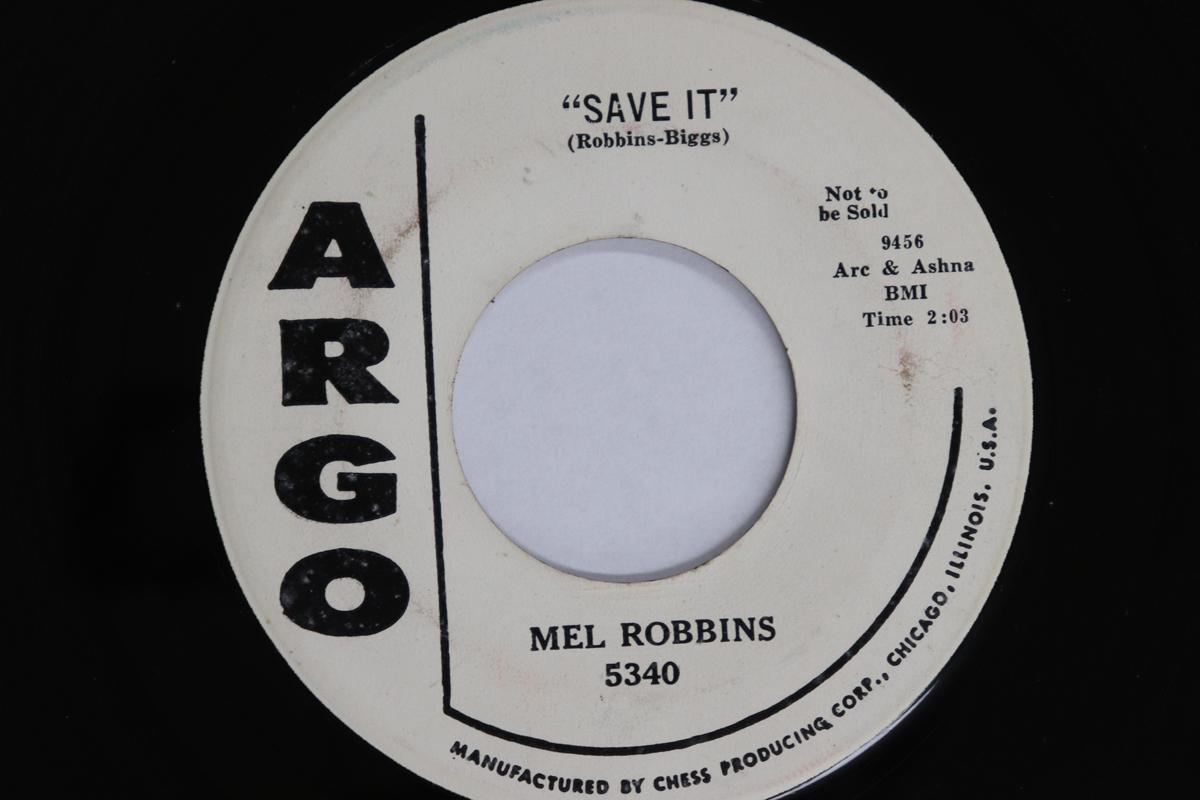 "SAVE IT"
(Robbins-Biggs)
Not to
be Sold
9456
Arc & Ashna
BMI
Time 2:03
ARGO
MEL ROBBINS
5340
MANUFACTURED BY CHESS PRODUCING CORP., CHICAGO, ILLINOIS, U.S.A.